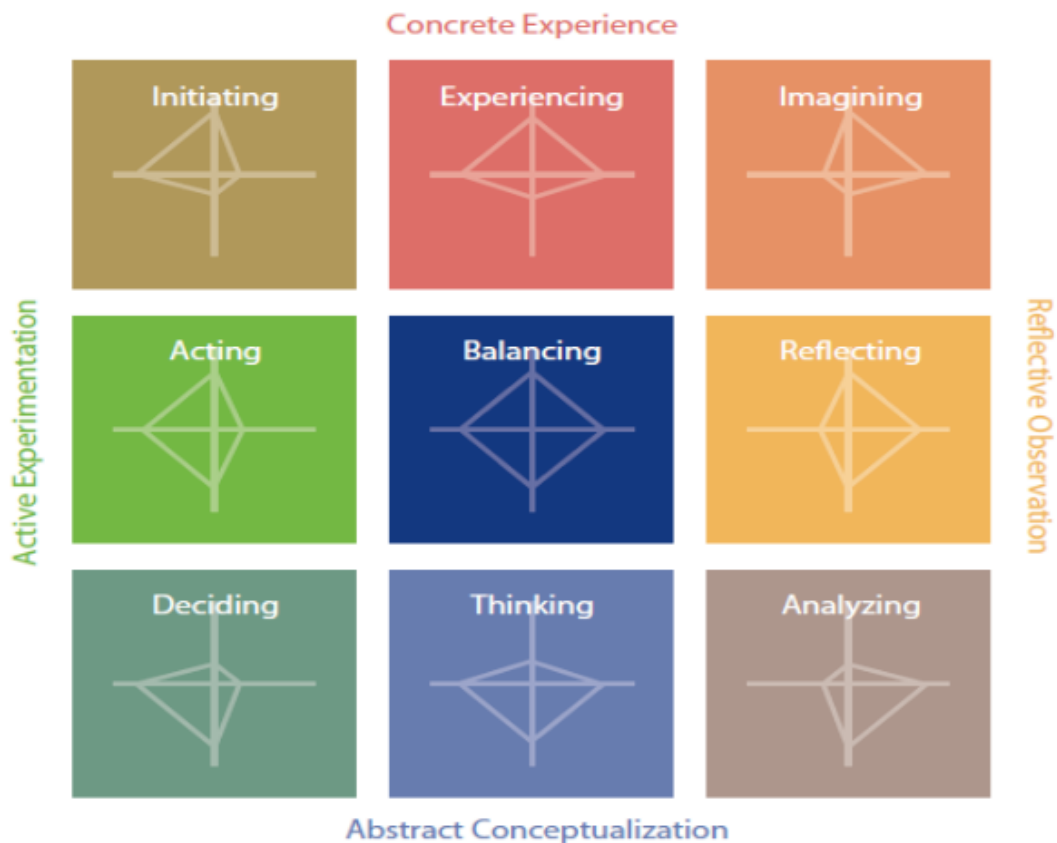 Concrete Experience
Initiating
Experiencing
Imagining
Active Experimentation
Acting
Balancing
Reflecting
Reflective Observation
Deciding
Thinking
Analyzing
Abstract Conceptualization